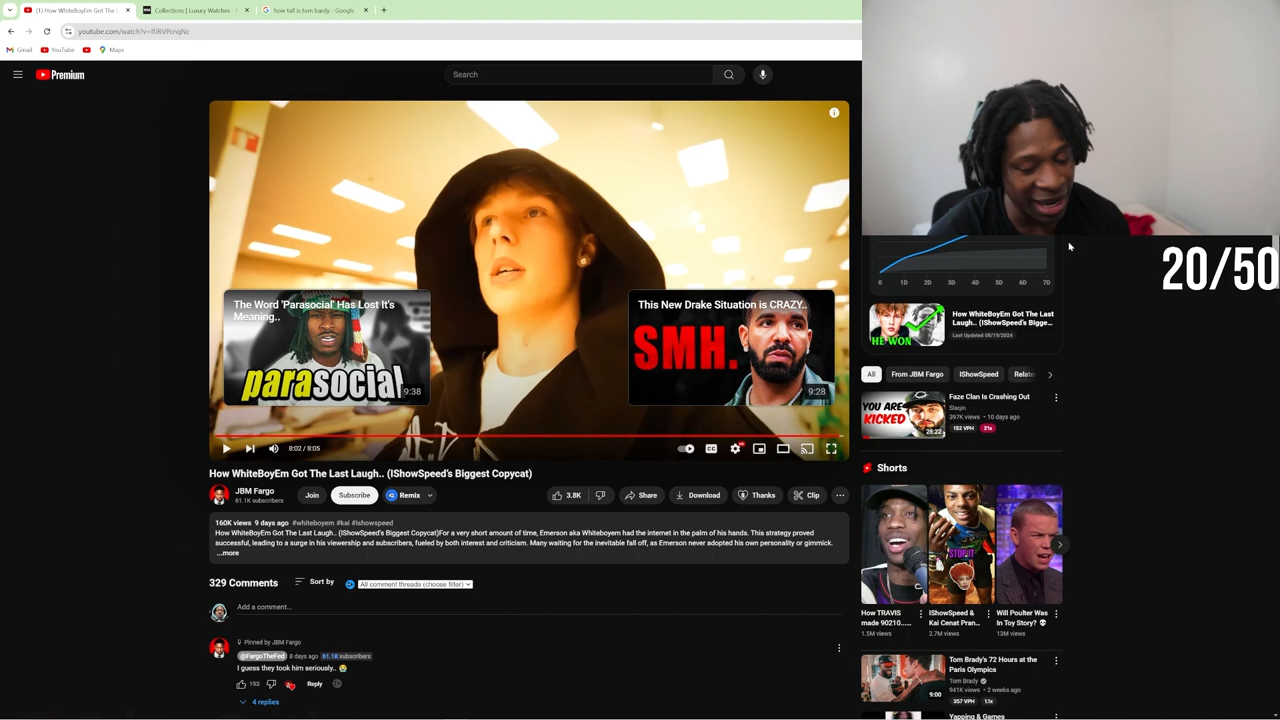 (1) How WhiteBoyEm Got The L
Collections | Luxury Watches -
how tall is tom bardy - Google
youtube.com/watch?v=
Gmail
YouTube
Maps
Premium
Search
The Word 'Parasocial' Has Lost It's
Meaning..
parasocial
9:38
This New Drake Situation is CRAZY..
SMH.
9:28
8:02 / 8:05
CC
How WhiteBoyEm Got The Last Laugh.. (IShowSpeed's Biggest Copycat)
JBM Fargo
61.1K subscribers
Join
Subscribe
Remix
3.8K
Share
Download
Thanks
Clip
160K views 9 days ago #whiteboyem #kai #ishowspeed
How WhiteBoyEm Got The Last Laugh.. (IShowSpeed's Biggest Copycat)For a very short amount of time, Emerson aka Whiteboyem had the internet in the palm of his hands. This strategy proved
successful, leading to a surge in his viewership and subscribers, fueled by both interest and criticism. Many waiting for the inevitable fall off, as Emerson never adopted his own personality or gimmick.
...more
329 Comments
Sort by
All comment threads (choose filter)
Add a comment...
Pinned by JBM Fargo
@FargoTheFed
8 days ago
61.1K subscribers
I guess they took him seriously.. 😂
193
Reply
4 replies
20/50
0
1D
2D
3D
4D
5D
6D
7D
HE WON
How WhiteBoyEm Got The Last
Laugh.. (IShowSpeed's Bigge...
Last Updated 08/19/2024
All
From JBM Fargo
IShowSpeed
Relate
YOU ARE
KICKED
28:22
Faze Clan Is Crashing Out
Slaqin
397K views • 10 days ago
152 VPH
21x
Shorts
STOP IT
How TRAVIS
made 90210......
1.5M views
IShowSpeed &
Kai Cenat Pran...
2.7M views
Will Poulter Was
In Toy Story? 💀
13M views
9:00
Tom Brady's 72 Hours at the
Paris Olympics
Tom Brady
941K views • 2 weeks ago
357 VPH
1.1x
Yapping & Games